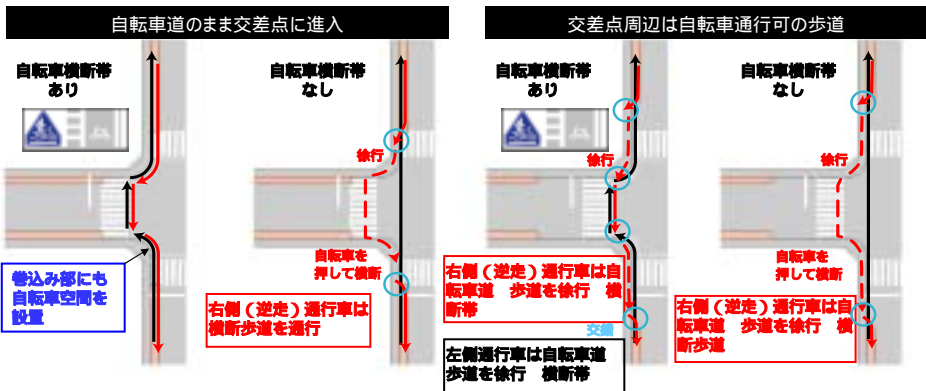 自転車道のまま交差点に進入
交差点周辺は自転車通行可の歩道
自転車横断帯
あり
自転車横断帯
なし
徐行
自転車を
押して横断
巻込み部にも
自転車空間を
設置
右側（逆走）通行車は
横断歩道を通行
自転車横断帯
あり
自転車横断帯
なし
徐行
徐行
自転車を
押して横断
右側（逆走）通行車は自
転車道　歩道を徐行　横
断帯
交錯
左側通行車は自転車道
歩道を徐行　横断帯
右側（逆走）通行車は自
転車道　歩道を徐行　横
断歩道